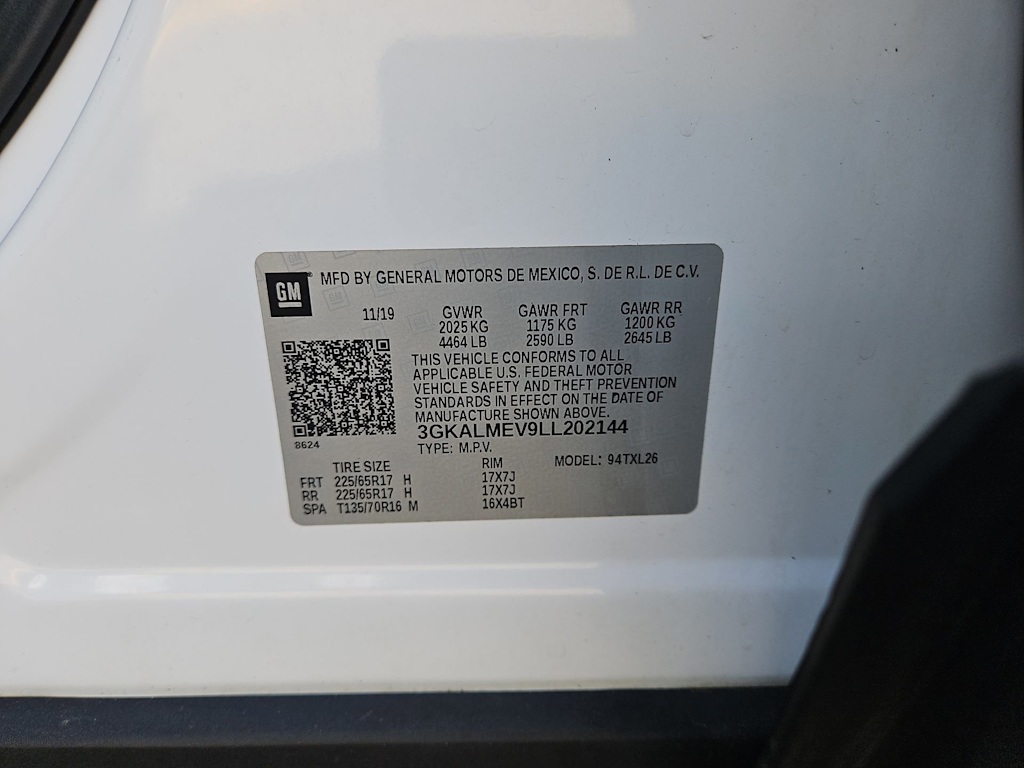 GM
MFD BY GENERAL MOTORS DE MEXICO, S. DE R.L. DE C.V.
11/19 GVWR GAWR FRT GAWR RR
2025 KG 1175 KG 1200 KG
4464 LB 2590 LB 2645 LB
THIS VEHICLE CONFORMS TO ALL
APPLICABLE U.S. FEDERAL MOTOR
VEHICLE SAFETY AND THEFT PREVENTION
STANDARDS IN EFFECT ON THE DATE OF
MANUFACTURE SHOWN ABOVE.
8624
3GKALMEV9LL202144
TYPE: M.P.V. MODEL: 94TXL26
TIRE SIZE RIM
FRT 225/65R17 H 17X7J
RR 225/65R17 H 17X7J
SPA T135/70R16 M 16X4BT